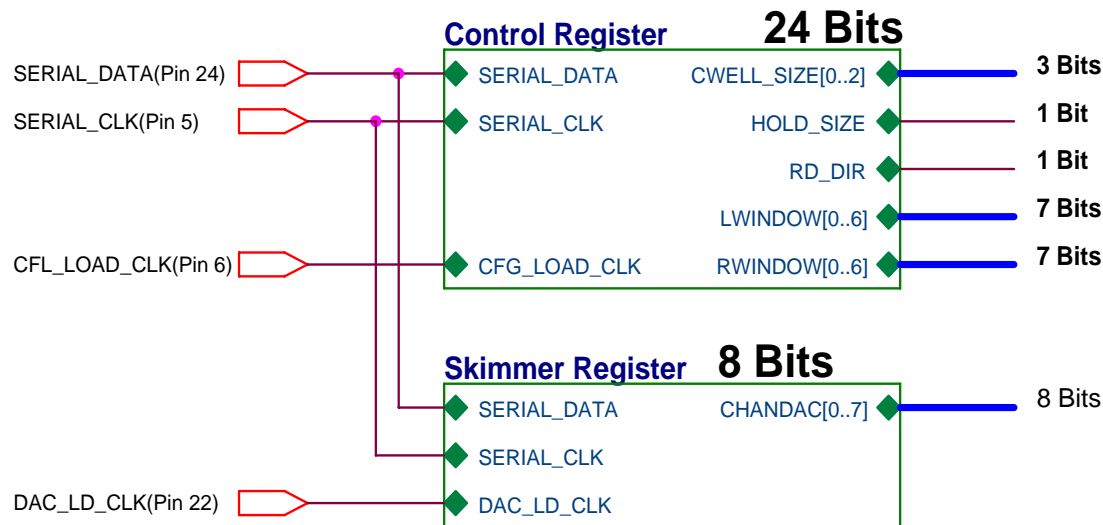 Control Register 24 Bits
SERIAL_DATA(Pin 24) SERIAL_DATA CWELL_SIZE[0..2] 3 Bits
SERIAL_CLK(Pin 5) SERIAL_CLK HOLD_SIZE 1 Bit
RD_DIR 1 Bit
LWINDOW[0..6] 7 Bits
CFL_LOAD_CLK(Pin 6) CFG_LOAD_CLK RWINDOW[0..6] 7 Bits
Skimmer Register 8 Bits
SERIAL_DATA CHANDAC[0..7] 8 Bits
SERIAL_CLK
DAC_LD_CLK(Pin 22) DAC_LD_CLK